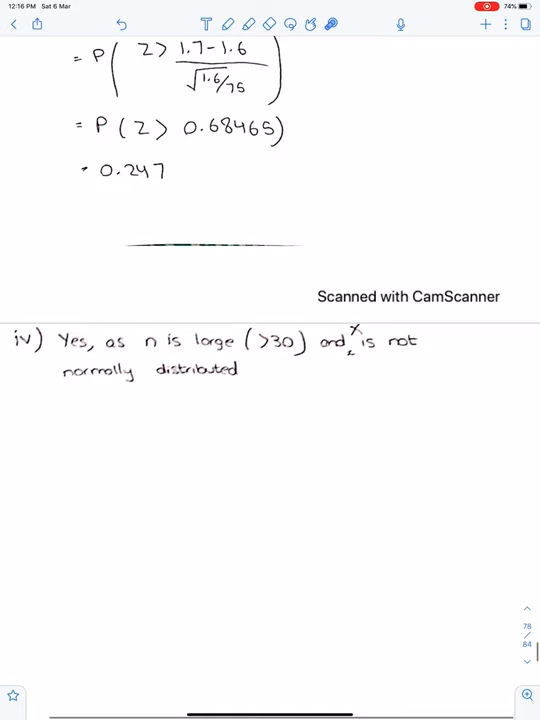 12:16 PM Sat 6 Mar
74%
= P ( Z > 1.7-1.6
√1.6/75 )
= P ( Z > 0.68465)
= 0.247
Scanned with CamScanner
iv) Yes, as n is large (>30) and X is not
normally distributed
78
/
84